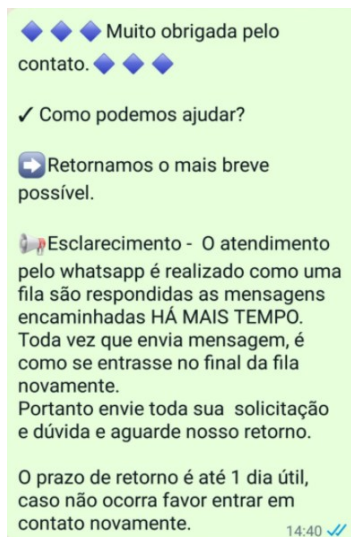 🔷 🔷 🔷 Muito obrigada pelo
contato. 🔷 🔷 🔷
✓ Como podemos ajudar?
➡️Retornamos o mais breve
possível.
📢Esclarecimento - O atendimento
pelo whatsapp é realizado como uma
fila são respondidas as mensagens
encaminhadas HÁ MAIS TEMPO.
Toda vez que envia mensagem, é
como se entrasse no final da fila
novamente.
Portanto envie toda sua solicitação
e dúvida e aguarde nosso retorno.
O prazo de retorno é até 1 dia útil,
caso não ocorra favor entrar em
contato novamente.
14:40